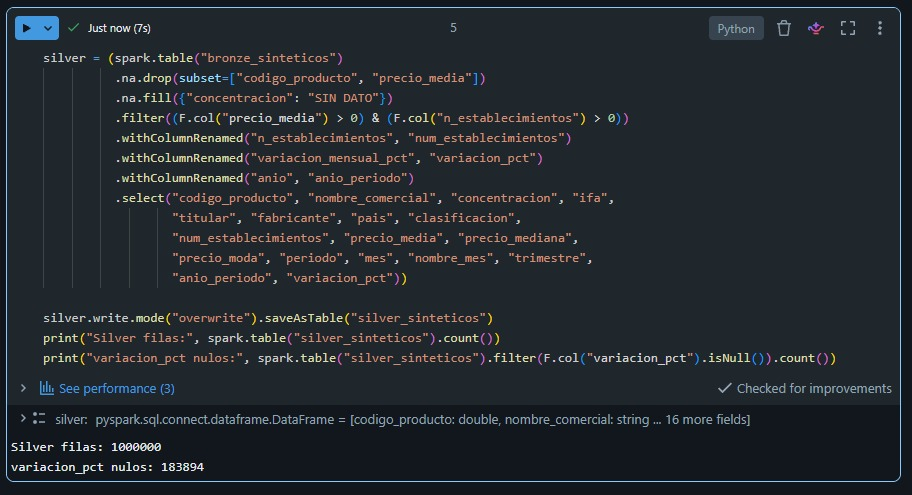 Just now (7s)
5
Python
silver = (spark.table("bronze_sinteticos")
.na.drop(subset=["codigo_producto", "precio_media"])
.na.fill({"concentracion": "SIN DATO"})
.filter((F.col("precio_media") > 0) & (F.col("n_establecimientos") > 0))
.withColumnRenamed("n_establecimientos", "num_establecimientos")
.withColumnRenamed("variacion_mensual_pct", "variacion_pct")
.withColumnRenamed("anio", "anio_periodo")
.select("codigo_producto", "nombre_comercial", "concentracion", "ifa",
"titular", "fabricante", "pais", "clasificacion",
"num_establecimientos", "precio_media", "precio_mediana",
"precio_moda", "periodo", "mes", "nombre_mes", "trimestre",
"anio_periodo", "variacion_pct"))
silver.write.mode("overwrite").saveAsTable("silver_sinteticos")
print("Silver filas:", spark.table("silver_sinteticos").count())
print("variacion_pct nulos:", spark.table("silver_sinteticos").filter(F.col("variacion_pct").isNull()).count())
See performance (3)
Checked for improvements
silver: pyspark.sql.connect.dataframe.DataFrame = [codigo_producto: double, nombre_comercial: string ... 16 more fields]
Silver filas: 1000000
variacion_pct nulos: 183894